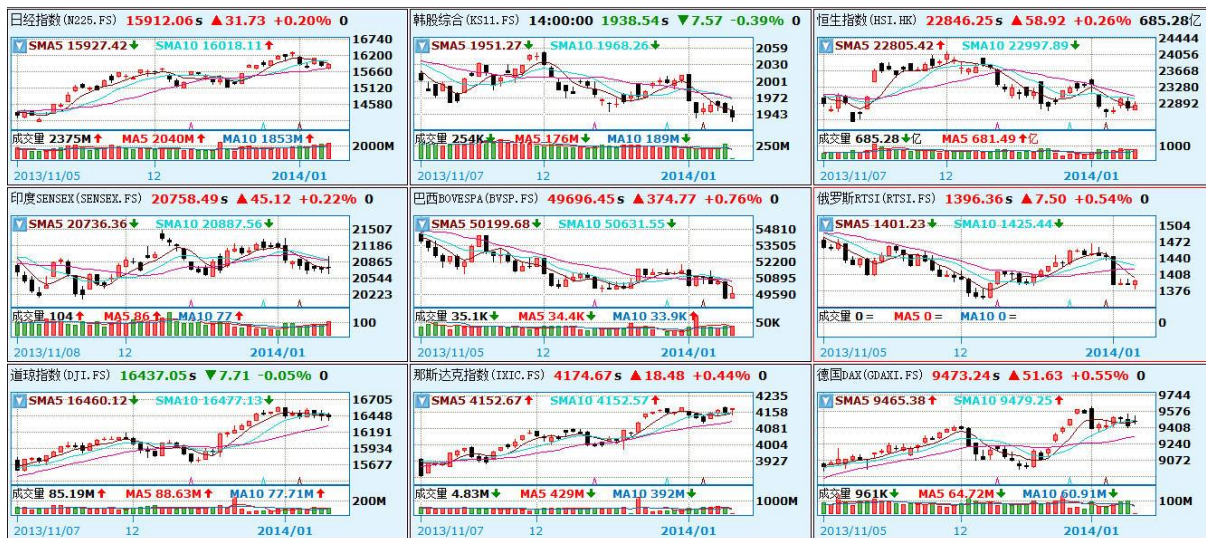 日经指数(N225.FS) 15912.06s ▲31.73 +0.20% 0
SMA5 15927.42↓ SMA10 16018.11↑
16740
16200
15660
15120
14580
成交量 2375M↑ MA5 2040M↑ MA10 1853M↑
2000M
2013/11/05 12 2014/01
韩股综合(KS11.FS) 14:00:00 1938.54s ▼7.57 -0.39% 0
SMA5 1951.27↓ SMA10 1968.26↓
2059
2030
2001
1972
1943
成交量 254K↓ MA5 176M↓ MA10 189M↓
250M
2013/11/07 12 2014/01
恒生指数(HSI.HK) 22846.25s ▲58.92 +0.26% 685.28亿
SMA5 22805.42↑ SMA10 22997.89↓
24444
24056
23668
23280
22892
成交量 685.28↓亿 MA5 681.49↑亿
1000
2013/11/07 12 2014/01
印度SENSEX(SENSEX.FS) 20758.49s ▲45.12 +0.22% 0
SMA5 20736.36↓ SMA10 20887.56↓
21507
21186
20865
20544
20223
成交量 104↑ MA5 86↑ MA10 77↑
100
2013/11/08 12 2014/01
巴西BOVESPA(BVSP.FS) 49696.45s ▲374.77 +0.76% 0
SMA5 50199.68↓ SMA10 50631.55↓
54810
53505
52200
50895
49590
成交量 35.1K↓ MA5 34.4K↓ MA10 33.9K↑
50K
2013/11/05 12 2014/01
俄罗斯RTSI(RTSI.FS) 1396.36s ▲7.50 +0.54% 0
SMA5 1401.23↓ SMA10 1425.44↓
1504
1472
1440
1408
1376
成交量 0= MA5 0= MA10 0=
0
2013/11/06 12 2014/01
道琼指数(DJI.FS) 16437.05s ▼7.71 -0.05% 0
SMA5 16460.12↓ SMA10 16477.13↓
16705
16448
16191
15934
15677
成交量 85.19M↑ MA5 88.63M↑ MA10 77.71M↑
200M
2013/11/07 12 2014/01
那斯达克指数(IXIC.FS) 4174.67s ▲18.48 +0.44% 0
SMA5 4152.67↑ SMA10 4152.57↑
4235
4158
4081
4004
3927
成交量 4.83M↓ MA5 429M↓ MA10 392M↓
1000M
2013/11/07 12 2014/01
德国DAX(GDAXI.FS) 9473.24s ▲51.63 +0.55% 0
SMA5 9465.38↑ SMA10 9479.25↑
9744
9576
9408
9240
9072
成交量 961K↓ MA5 64.72M↓ MA10 60.91M↓
100M
2013/11/07 12 2014/01